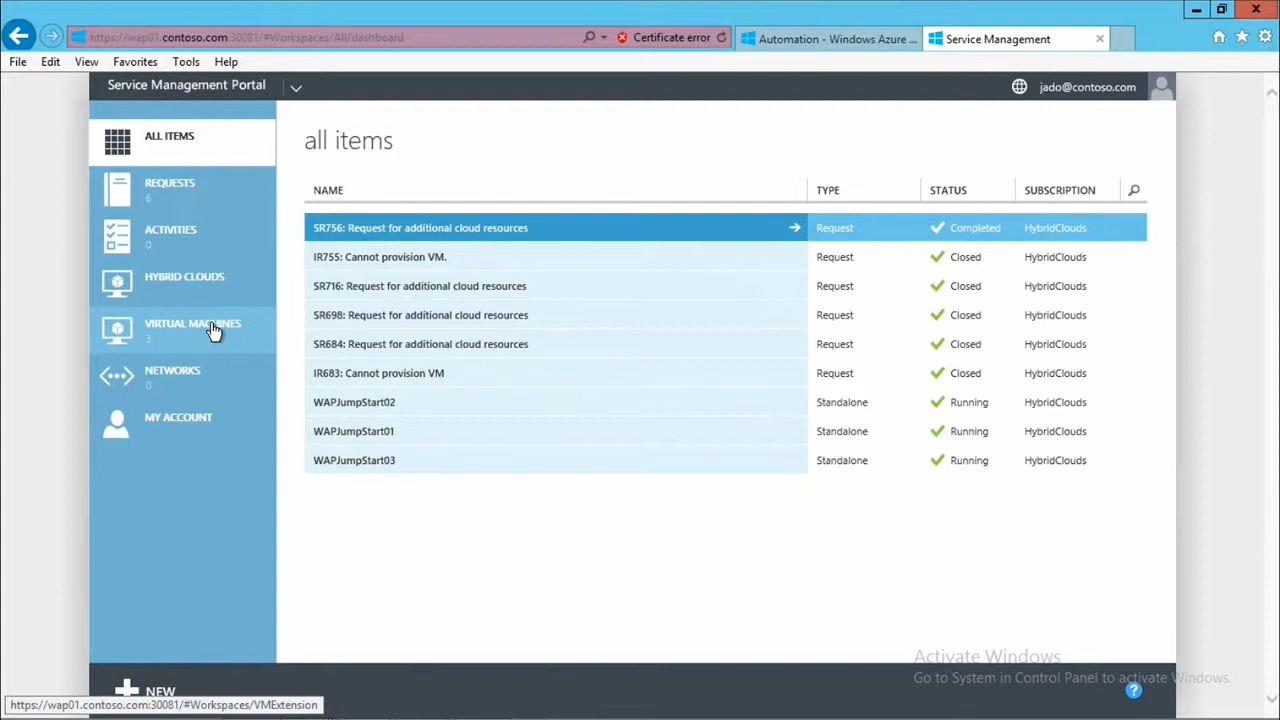 https://wap01.contoso.com:30081/#Workspaces/All/dashboard
Certificate error
Automation - Windows Azure ...
Service Management
File Edit View Favorites Tools Help
Service Management Portal
jado@contoso.com
ALL ITEMS
REQUESTS
6
ACTIVITIES
0
HYBRID CLOUDS
VIRTUAL MACHINES
3
NETWORKS
0
MY ACCOUNT
all items
NAME TYPE STATUS SUBSCRIPTION
SR756: Request for additional cloud resources Request Completed HybridClouds
IR755: Cannot provision VM. Request Closed HybridClouds
SR716: Request for additional cloud resources Request Closed HybridClouds
SR698: Request for additional cloud resources Request Closed HybridClouds
SR684: Request for additional cloud resources Request Closed HybridClouds
IR683: Cannot provision VM Request Closed HybridClouds
WAPJumpStart02 Standalone Running HybridClouds
WAPJumpStart01 Standalone Running HybridClouds
WAPJumpStart03 Standalone Running HybridClouds
Activate Windows
Go to System in Control Panel to activate Windows.
NEW
?
https://wap01.contoso.com:30081/#Workspaces/VMExtension